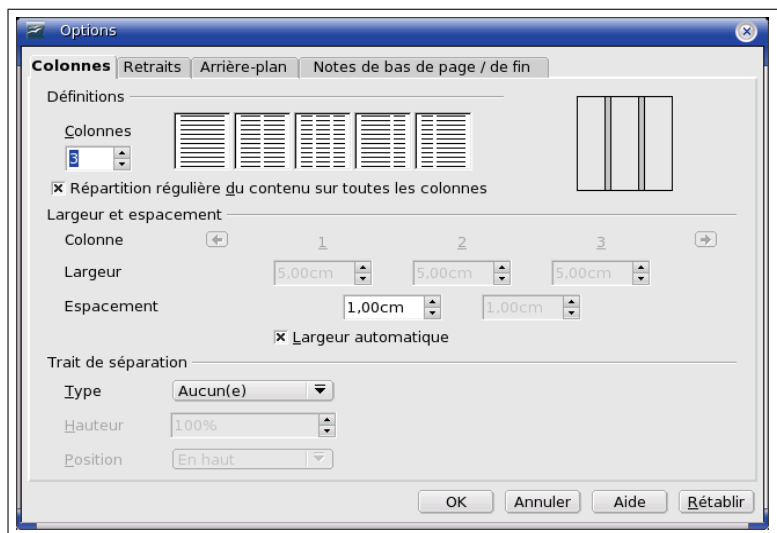 Options
Colonnes Retraits Arrière-plan Notes de bas de page / de fin
Définitions
Colonnes
3
Répartition régulière du contenu sur toutes les colonnes
Largeur et espacement
Colonne 1 2 3
Largeur 5,00cm 5,00cm 5,00cm
Espacement 1,00cm 1,00cm
Largeur automatique
Trait de séparation
Type Aucun(e)
Hauteur 100%
Position En haut
OK Annuler Aide Rétablir